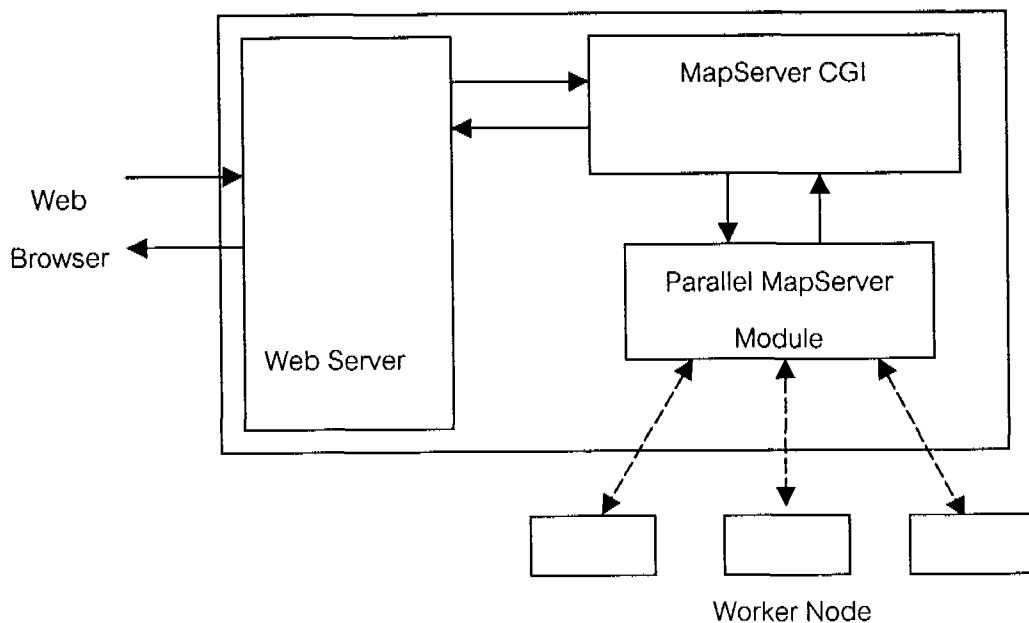 MapServer CGI
Web
Browser
Web Server
Parallel MapServer
Module
Worker Node